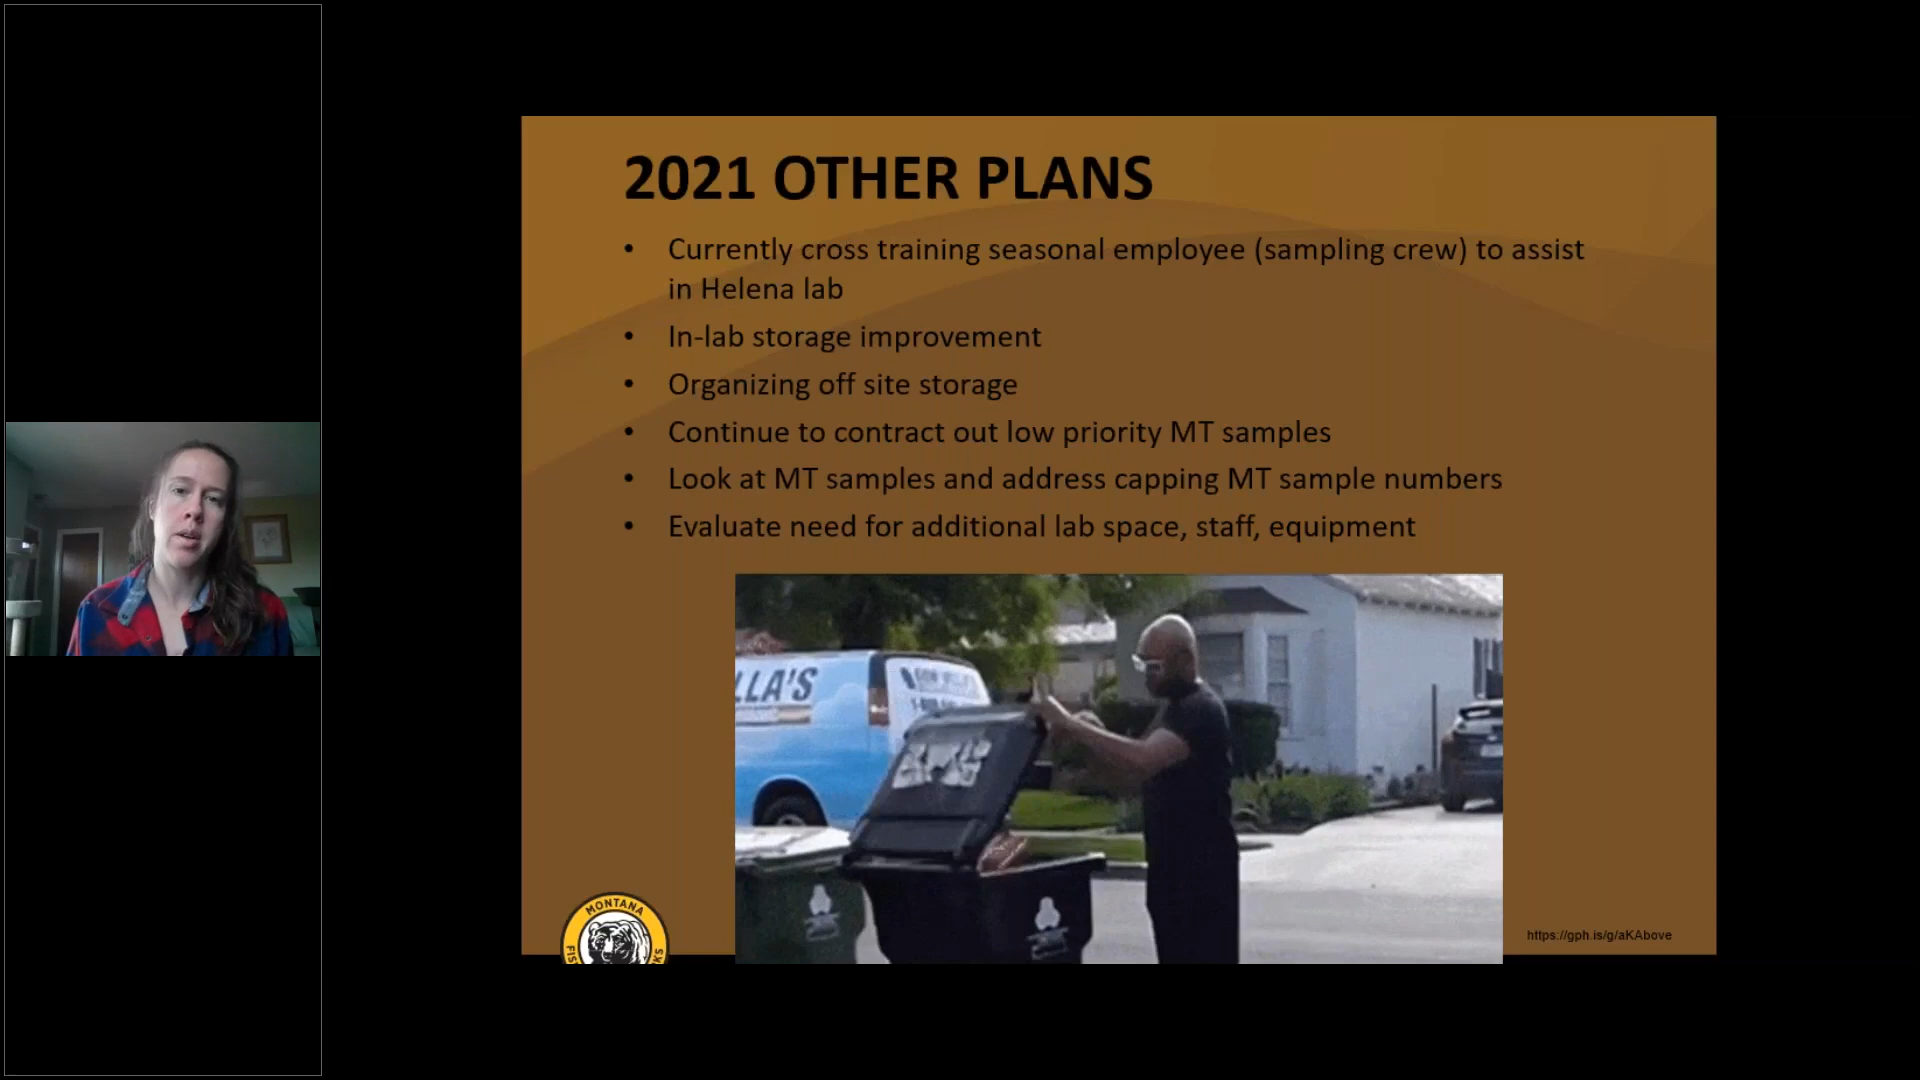 2021 OTHER PLANS
• Currently cross training seasonal employee (sampling crew) to assist
in Helena lab
• In-lab storage improvement
• Organizing off site storage
• Continue to contract out low priority MT samples
• Look at MT samples and address capping MT sample numbers
• Evaluate need for additional lab space, staff, equipment
LLA'S
MONTANA
https://gph.is/g/aKAbove